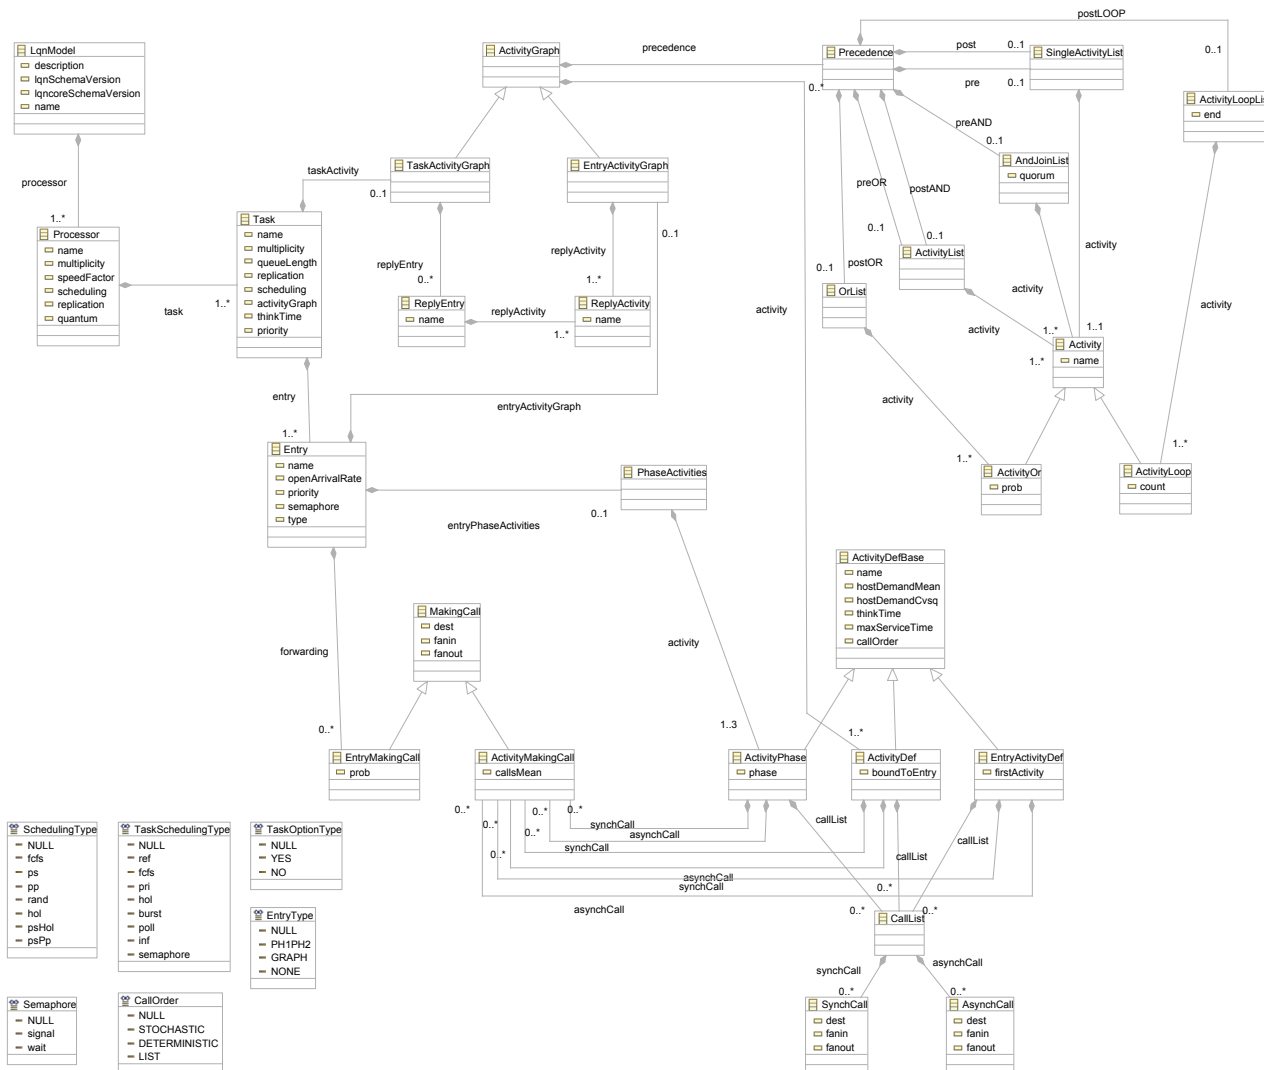 postLOOP
LqnModel
description
lqnSchemaVersion
lqncoreSchemaVersion
name
ActivityGraph
precedence
Precedence
0..*
post
0..1
pre
0..1
SingleActivityList
0..1
ActivityLoopLi
end
preAND
0..1
AndJoinList
quorum
processor
1..*
taskActivity
0..1
TaskActivityGraph
EntryActivityGraph
0..1
preOR
0..1
postAND
0..1
ActivityList
postOR
0..1
OrList
activity
activity
activity
activity
Processor
name
multiplicity
speedFactor
scheduling
replication
quantum
task
1..*
Task
name
multiplicity
queueLength
replication
scheduling
activityGraph
thinkTime
priority
replyEntry
0..*
replyActivity
1..*
ReplyEntry
name
replyActivity
1..*
ReplyActivity
name
activity
1..*
1..1
1..*
Activity
name
entry
1..*
entryActivityGraph
activity
1..*
1..*
Entry
name
openArrivalRate
priority
semaphore
type
PhaseActivities
0..1
entryPhaseActivities
ActivityOr
prob
ActivityLoop
count
ActivityDefBase
name
hostDemandMean
hostDemandCvsq
thinkTime
maxServiceTime
callOrder
MakingCall
dest
fanin
fanout
forwarding
0..*
activity
1..3
1..*
EntryMakingCall
prob
ActivityMakingCall
callsMean
ActivityPhase
phase
ActivityDef
boundToEntry
EntryActivityDef
firstActivity
0..*
0..*
0..*
0..*
0..*
0..*
synchCall
asynchCall
synchCall
asynchCall
synchCall
asynchCall
callList
callList
callList
0..*
0..*
0..*
CallList
synchCall
0..*
asynchCall
0..*
SynchCall
dest
fanin
fanout
AsynchCall
dest
fanin
fanout
SchedulingType
NULL
fcfs
ps
pp
rand
hol
psHol
psPp
TaskSchedulingType
NULL
ref
fcfs
pri
hol
burst
poll
inf
semaphore
TaskOptionType
NULL
YES
NO
EntryType
NULL
PH1PH2
GRAPH
NONE
Semaphore
NULL
signal
wait
CallOrder
NULL
STOCHASTIC
DETERMINISTIC
LIST